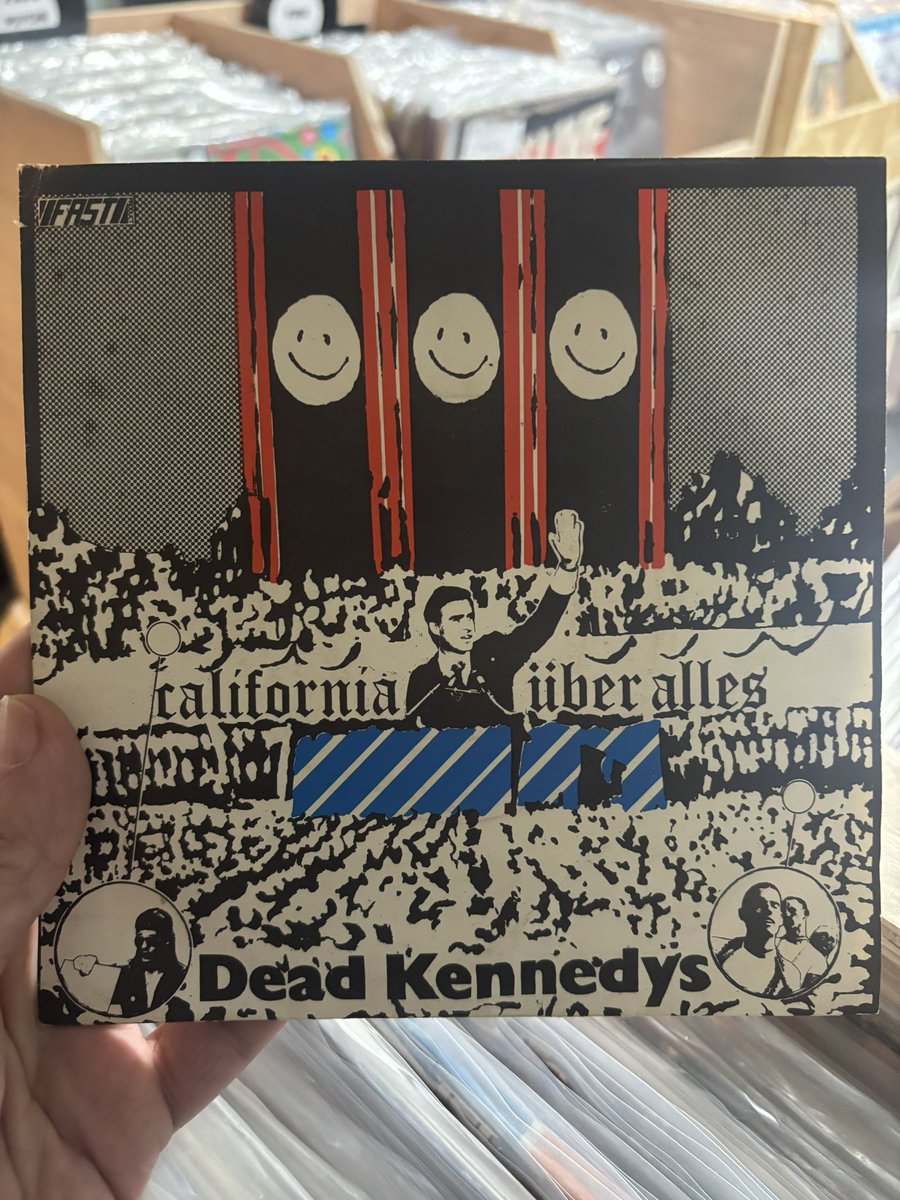 FAST
california über alles
Dead Kennedys